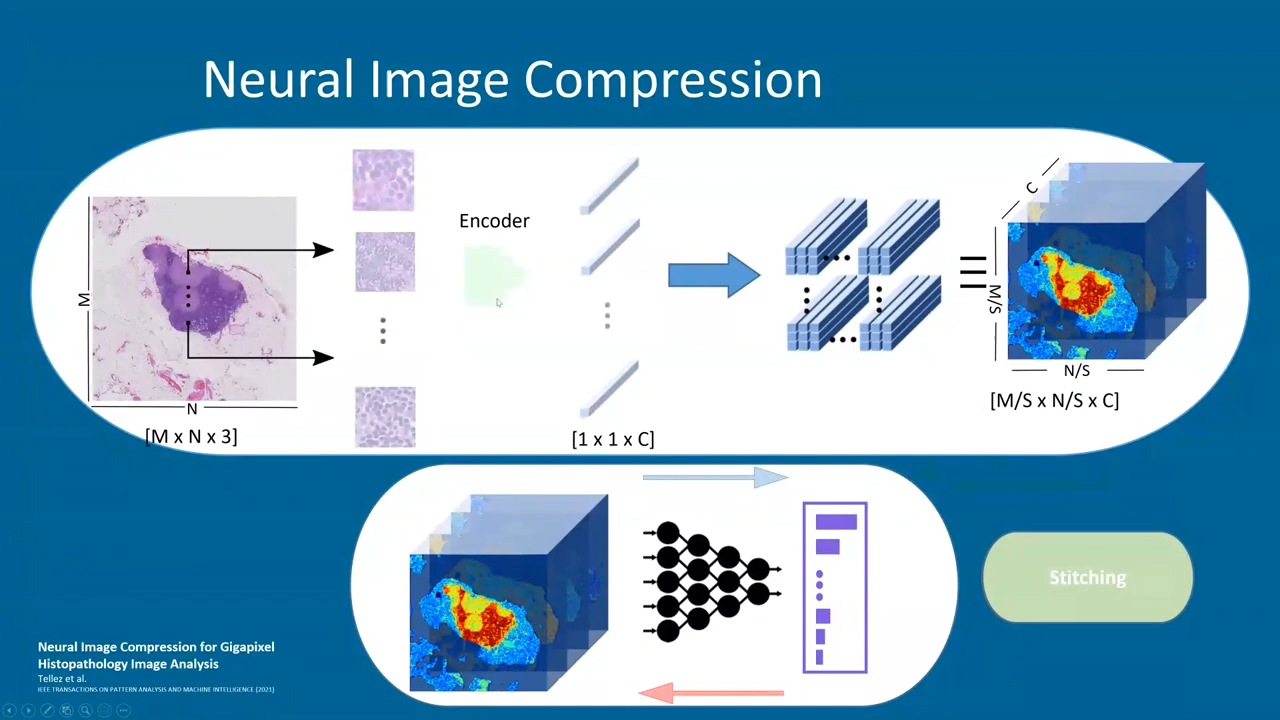 Neural Image Compression
Encoder
M
N
[M x N x 3]
[1 x 1 x C]
C
M/S
N/S
[M/S x N/S x C]
Stitching
Neural Image Compression for Gigapixel
Histopathology Image Analysis
Tellez et al.
IEEE TRANSACTIONS ON PATTERN ANALYSIS AND MACHINE INTELLIGENCE (2021)